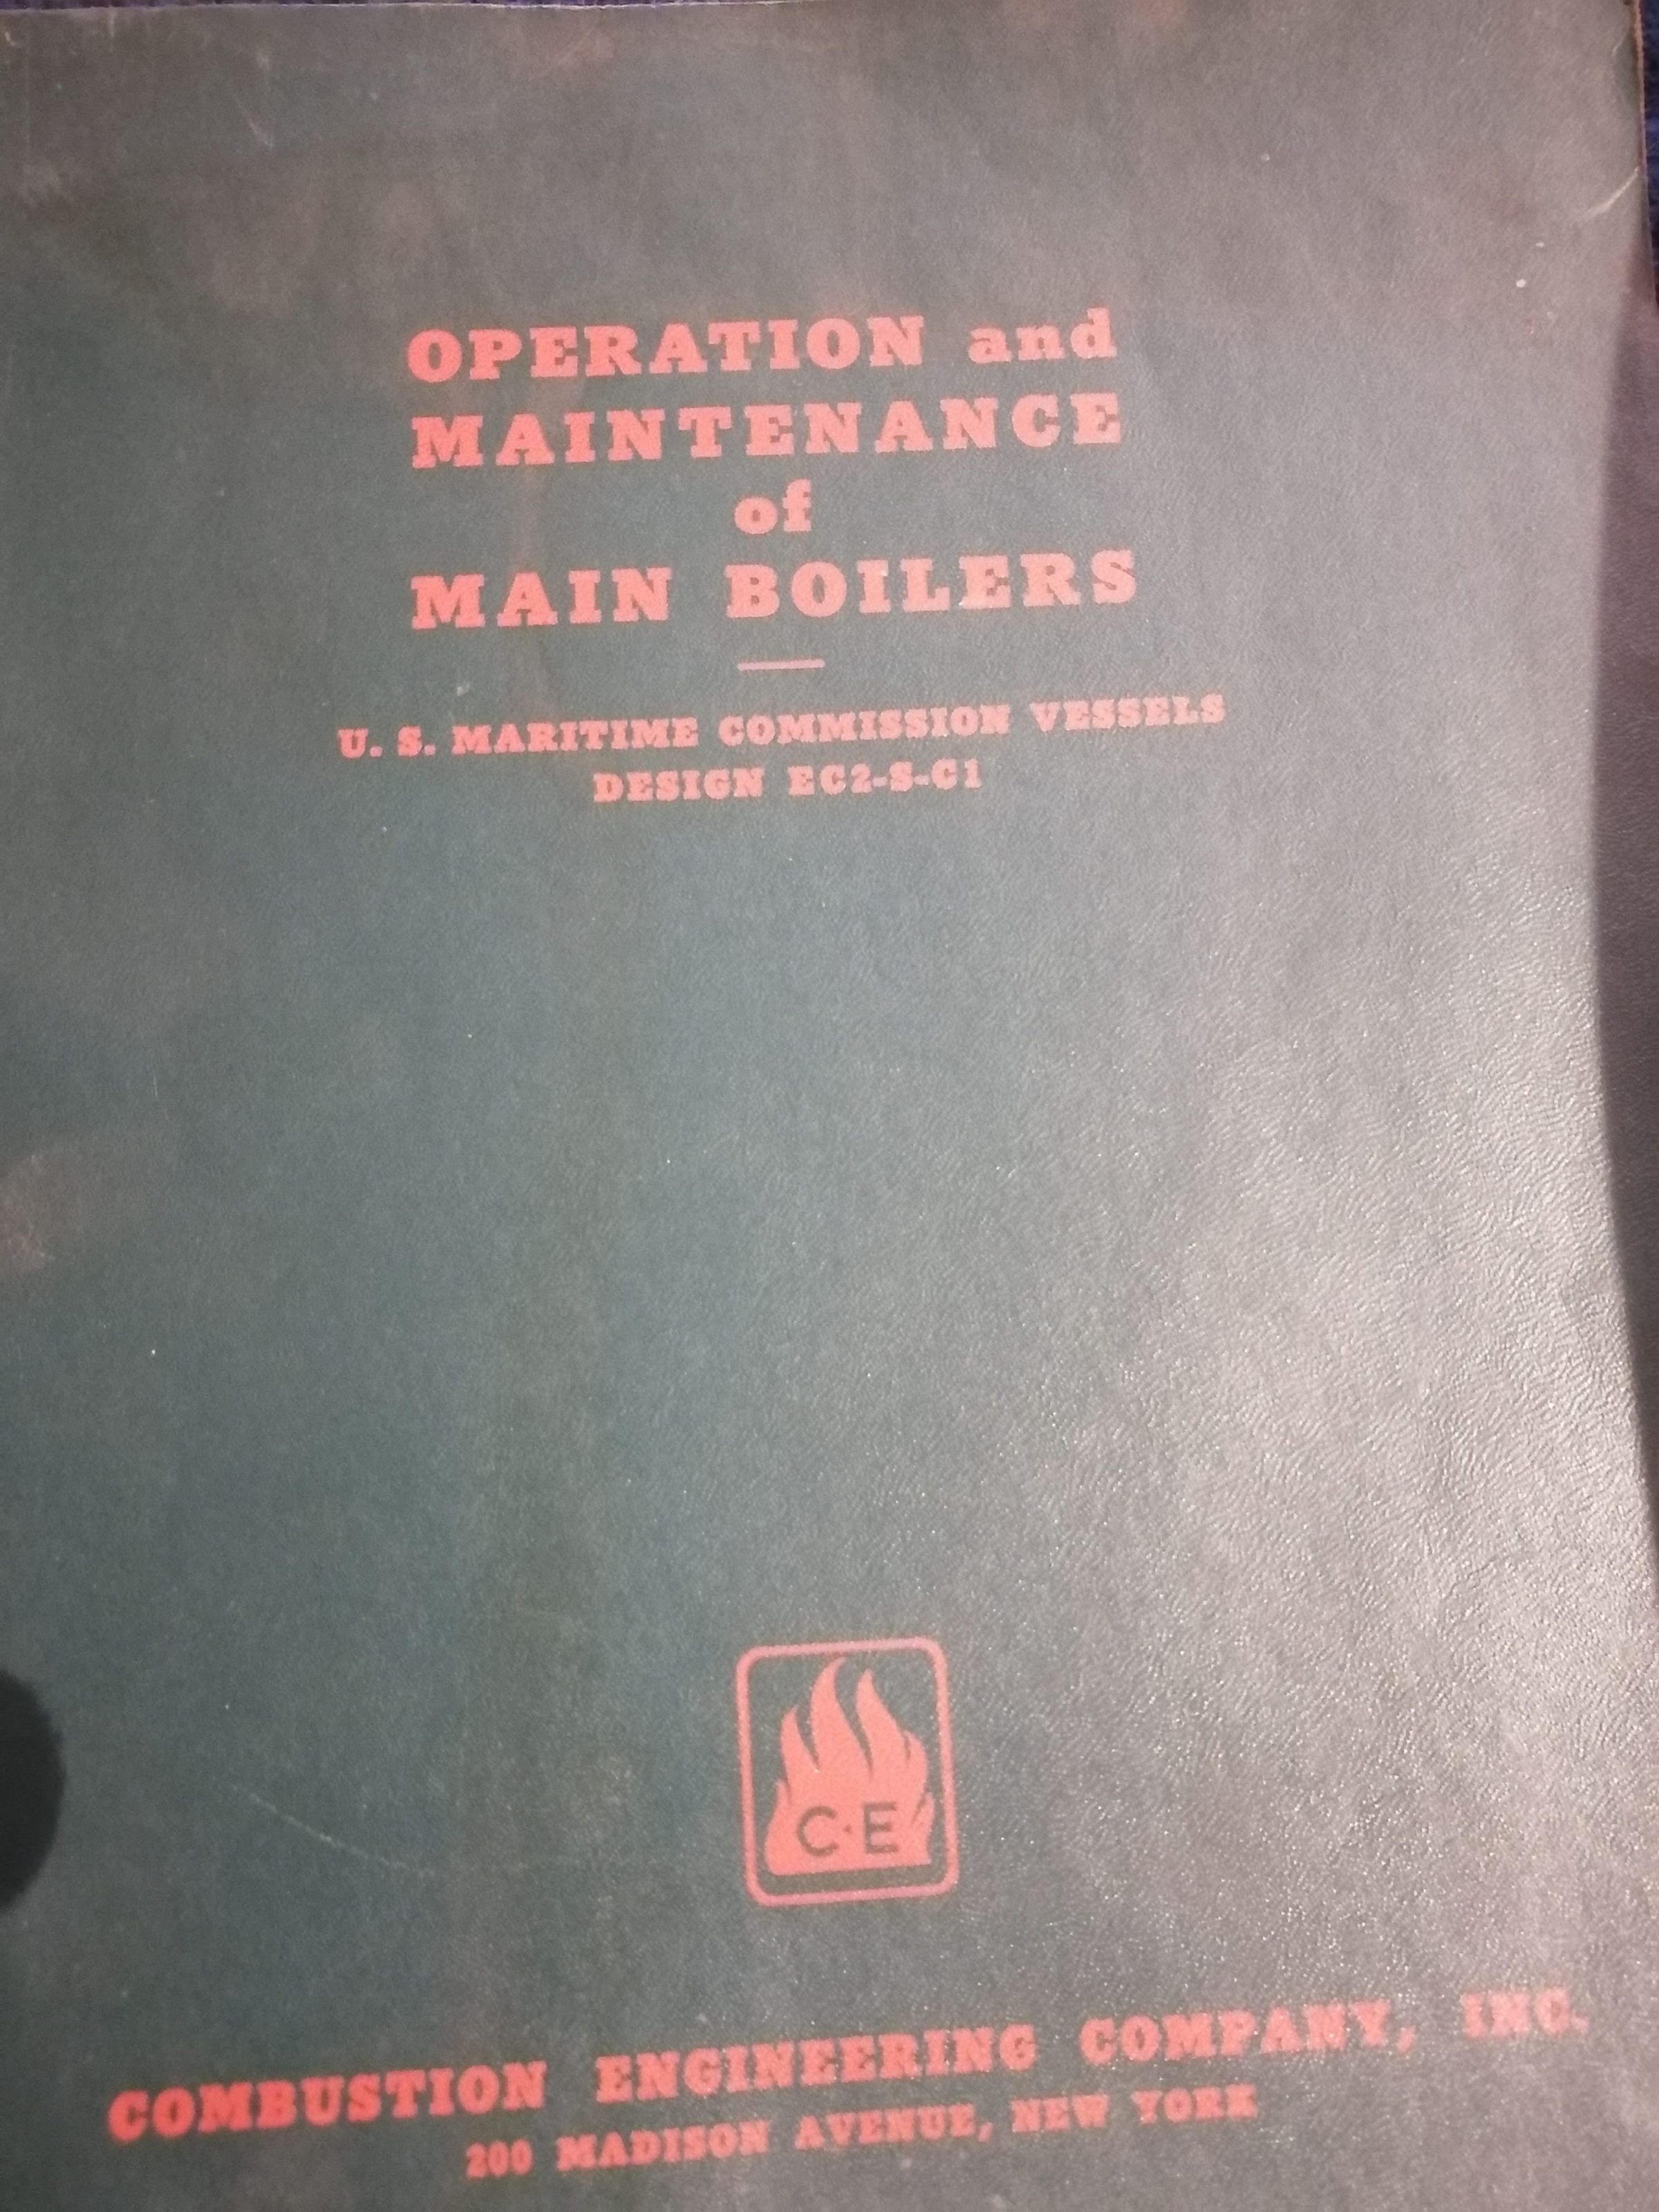 OPERATION and
MAINTENANCE
of
MAIN BOILERS
U. S. MARITIME COMMISSION VESSELS
DESIGN EC2-S-C1
C·E
COMBUSTION ENGINEERING COMPANY, INC.
200 MADISON AVENUE, NEW YORK